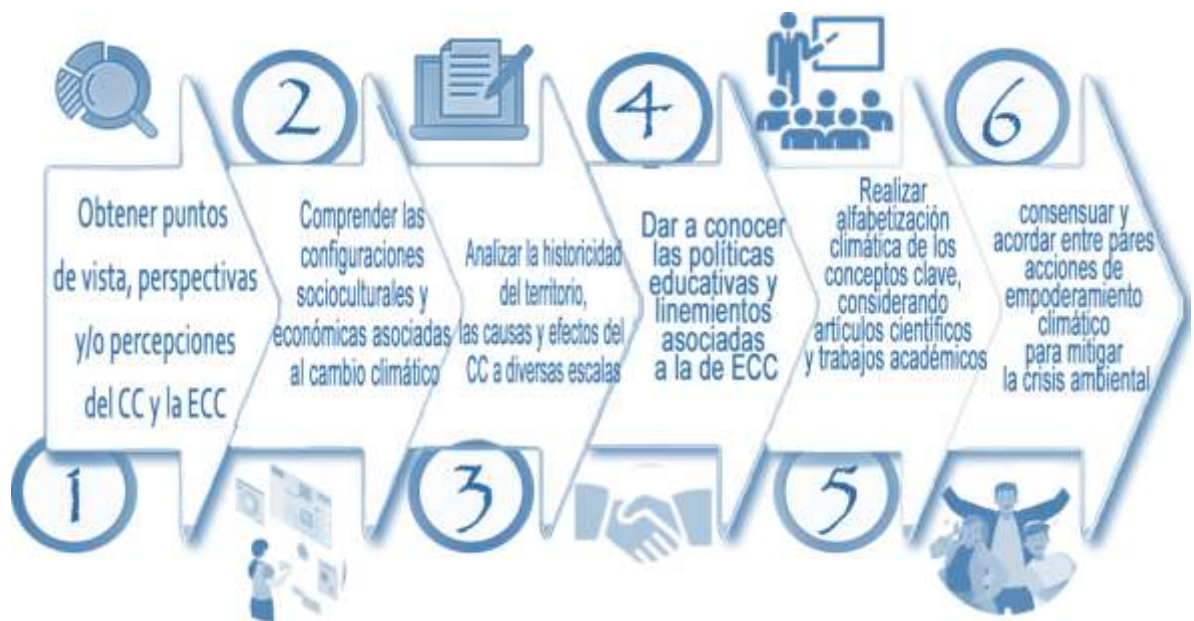 1
Obtener puntos
de vista, perspectivas
y/o percepciones
del CC y la ECC
2
Comprender las
configuraciones
socioculturales y
económicas asociadas
al cambio climático
3
Analizar la historicidad
del territorio,
las causas y efectos del
CC a diversas escalas
4
Dar a conocer
las políticas
educativas y
linemientos
asociadas
a la de ECC
5
Realizar
alfabetización
climática de los
conceptos clave,
considerando
artículos científicos
y trabajos académicos
6
consensuar y
acordar entre pares
acciones de
empoderamiento
climático
para mitigar
la crisis ambiental